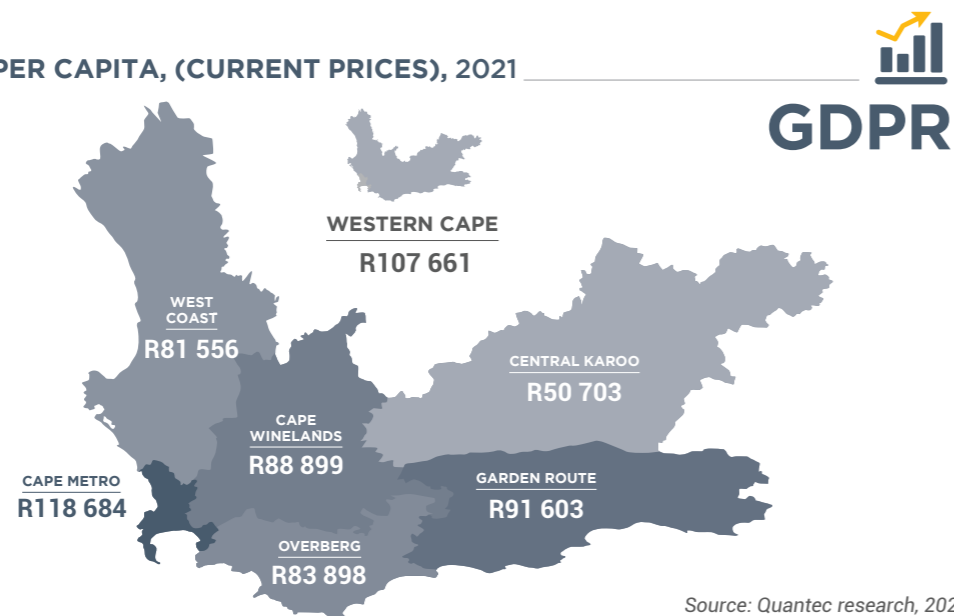 PER CAPITA, (CURRENT PRICES), 2021
GDPR
WESTERN CAPE
R107 661
WEST
COAST
R81 556
CENTRAL KAROO
R50 703
CAPE
WINELANDS
R88 899
CAPE METRO
R118 684
GARDEN ROUTE
R91 603
OVERBERG
R83 898
Source: Quantec research, 202